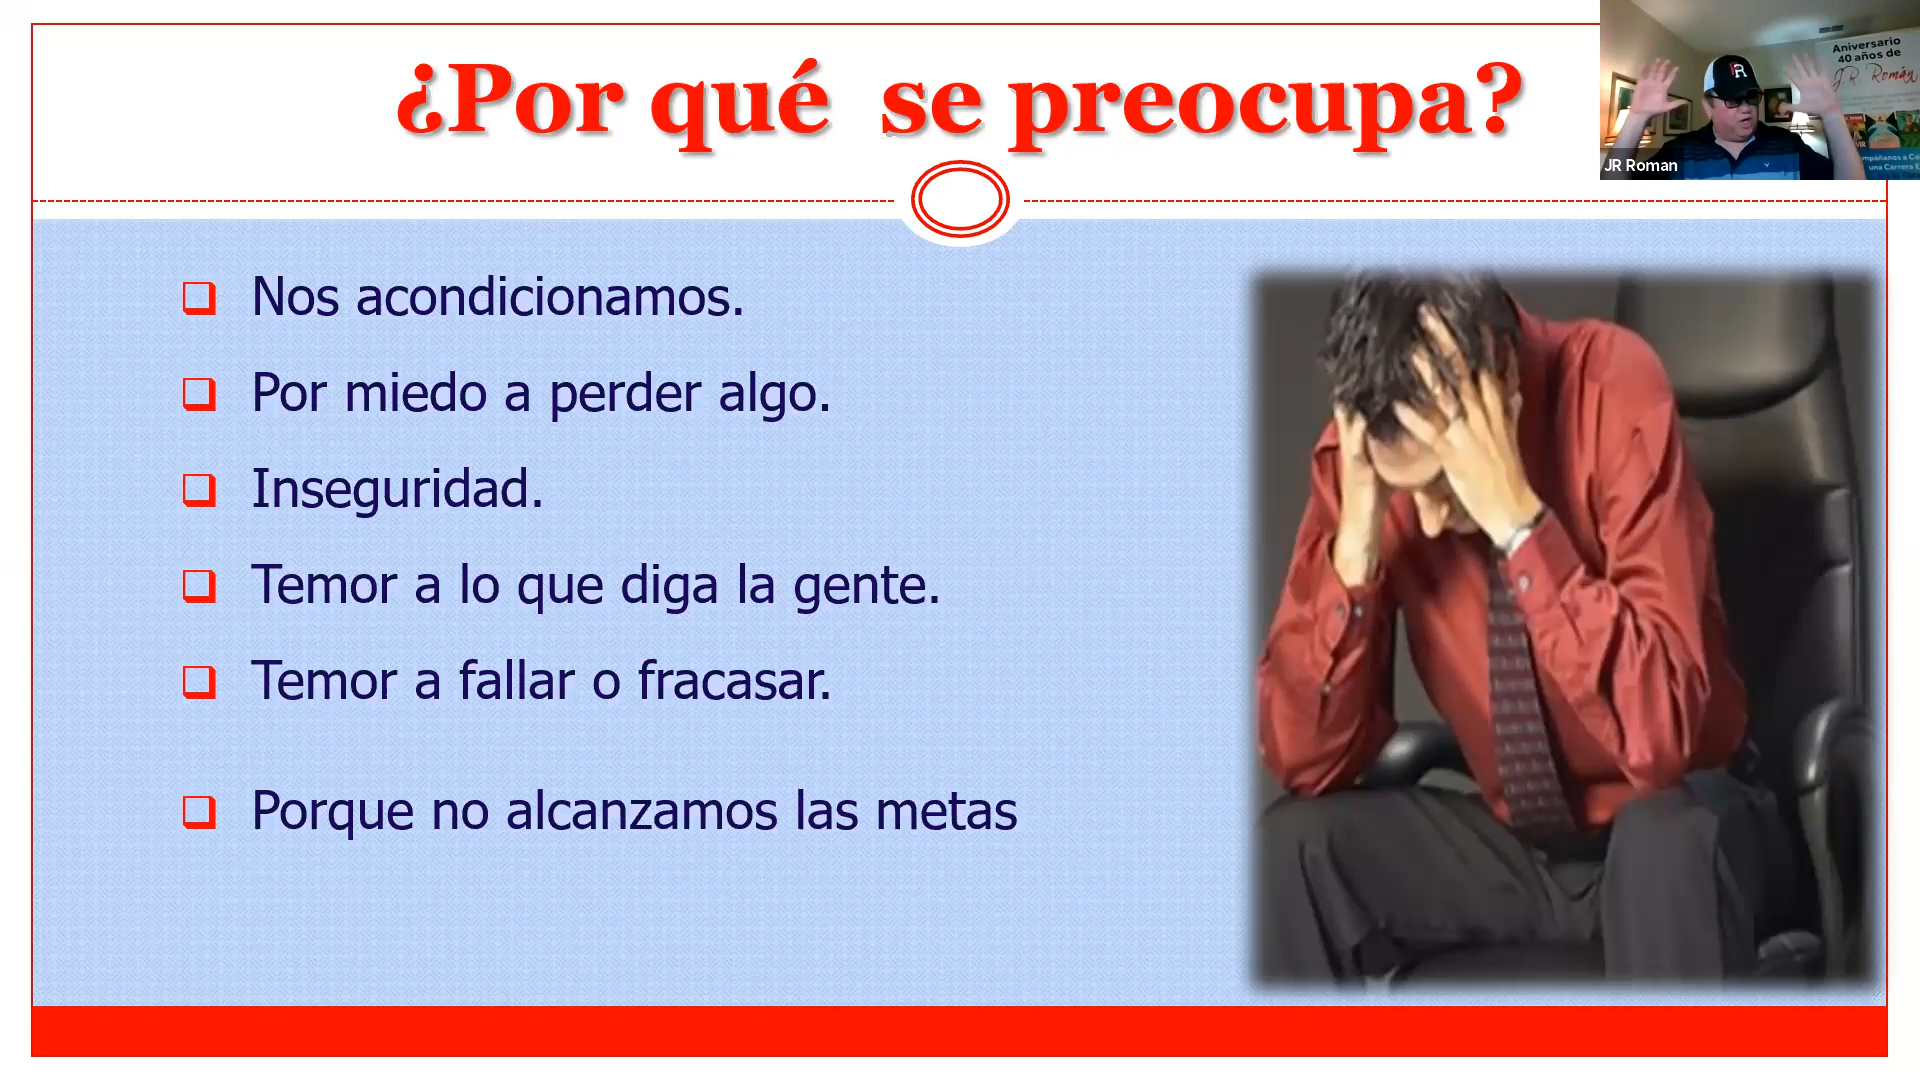 ¿Por qué se preocupa?
Aniversario
40 años de
J.R. Román
JR Roman
Nos acondicionamos.
Por miedo a perder algo.
Inseguridad.
Temor a lo que diga la gente.
Temor a fallar o fracasar.
Porque no alcanzamos las metas